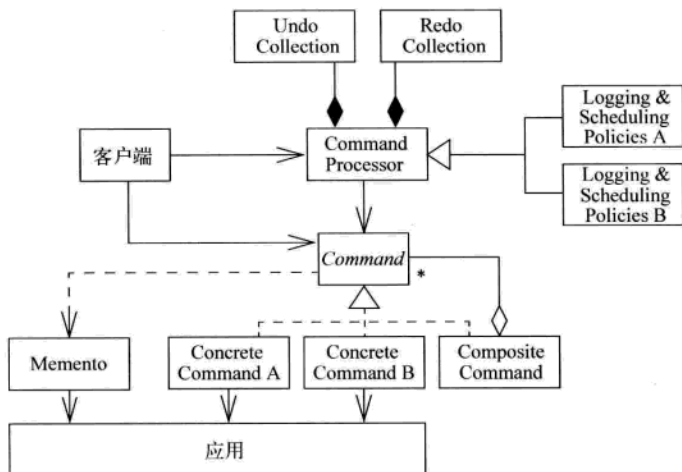 Undo
Collection
Redo
Collection
Logging &
Scheduling
Policies A
客户端
Command
Processor
Logging &
Scheduling
Policies B
Command
*
Memento
Concrete
Command A
Concrete
Command B
Composite
Command
应用